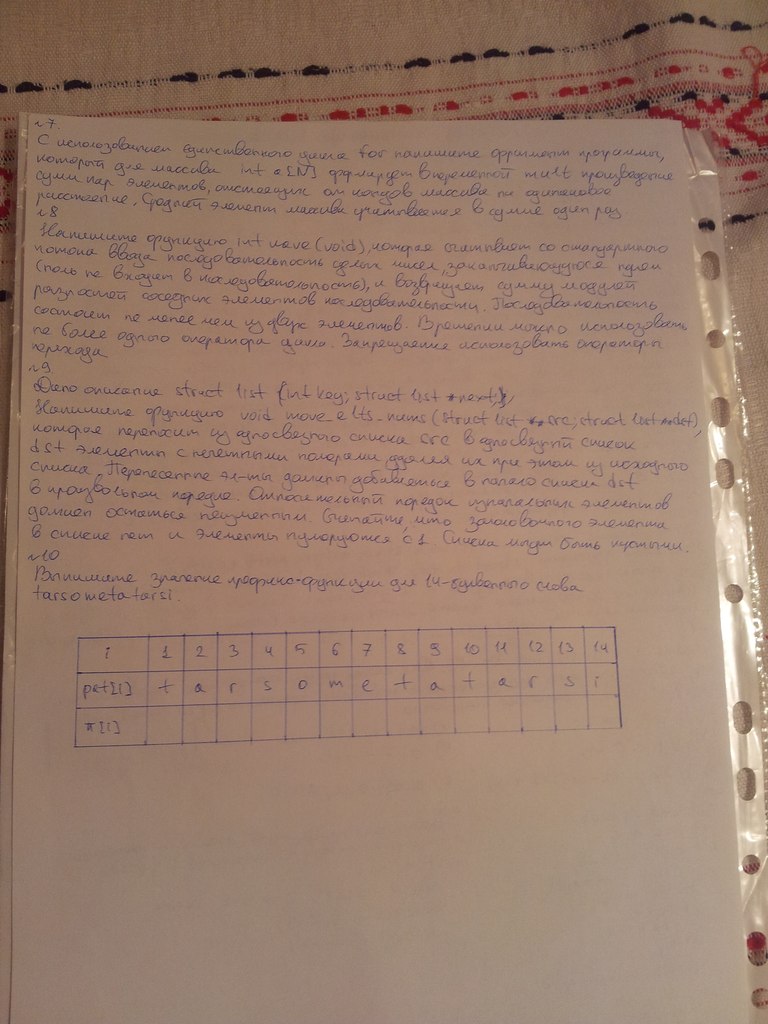 №7.
С использованием единственного цикла for напишите фрагмент программы,
который для массива int a[N] формирует в переменной mult произведение
сумм пар элементов, отстоящих от концов массива на одинаковое
расстояние. Средний элемент массива учитывается в сумме один раз.
№8
Напишите функцию int wave(void), которая считывает со стандартного
потока ввода последовательность целых чисел, заканчивающуюся нулем
(ноль не входит в последовательность), и возвращает сумму модулей
разностей соседних элементов последовательности. Последовательность
состоит не менее чем из двух элементов. В решении можно использовать
не более одного оператора цикла. Запрещается использовать операторы
перехода
№9
Дано описание struct list {int key; struct list *next;};
Напишите функцию void move_elts_nums(struct list **src, struct list **dst),
которая переносит из односвязного списка src в односвязный список
dst элементы с нечетными номерами удаляя их при этом из исходного
списка. Перенесенные эл-ты должны добавляться в начало списка dst
в произвольном порядке. Относительный порядок элементов
должен остаться неизменным. Считайте, что заголовочного элемента
в списке нет и элементы нумеруются с 1. Списки могут быть пустыми.
№10
Выпишите значение префикс-функции для 14-буквенного слова
tarsometatarsi.
i 1 2 3 4 5 6 7 8 9 10 11 12 13 14
pat[i] t a r s o m e t a t a r s i
π[i]